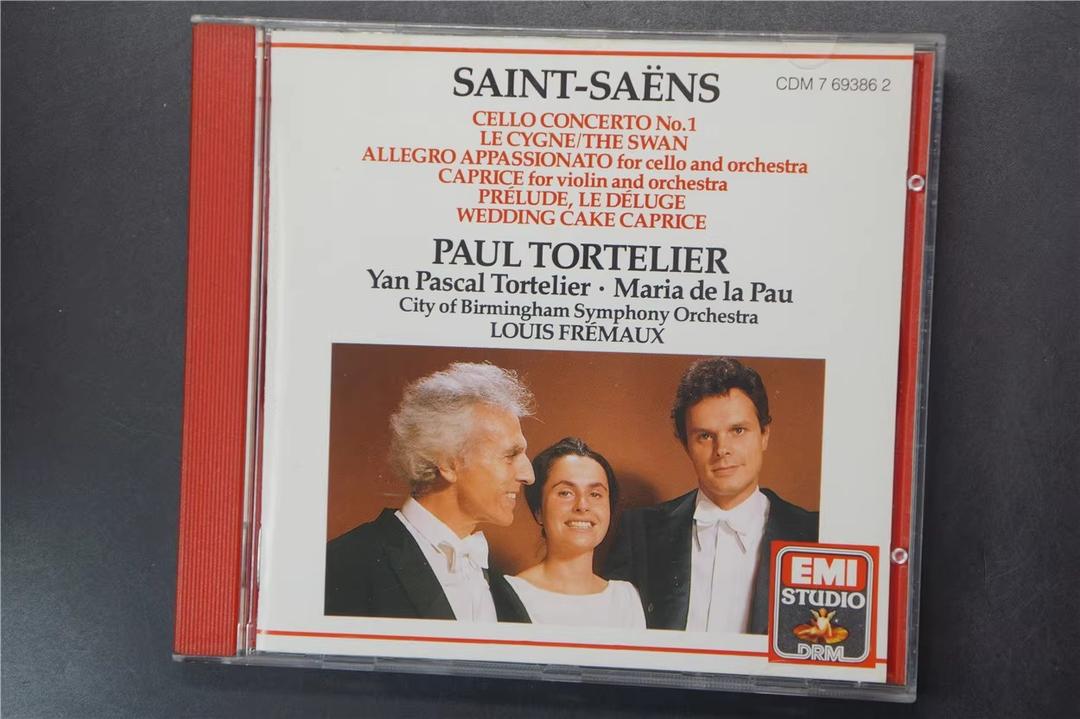 SAINT-SAËNS
CDM 7 69386 2
CELLO CONCERTO No.1
LE CYGNE/THE SWAN
ALLEGRO APPASSIONATO for cello and orchestra
CAPRICE for violin and orchestra
PRÉLUDE, LE DÉLUGE
WEDDING CAKE CAPRICE
PAUL TORTELIER
Yan Pascal Tortelier · Maria de la Pau
City of Birmingham Symphony Orchestra
LOUIS FRÉMAUX
EMI
STUDIO
DRM